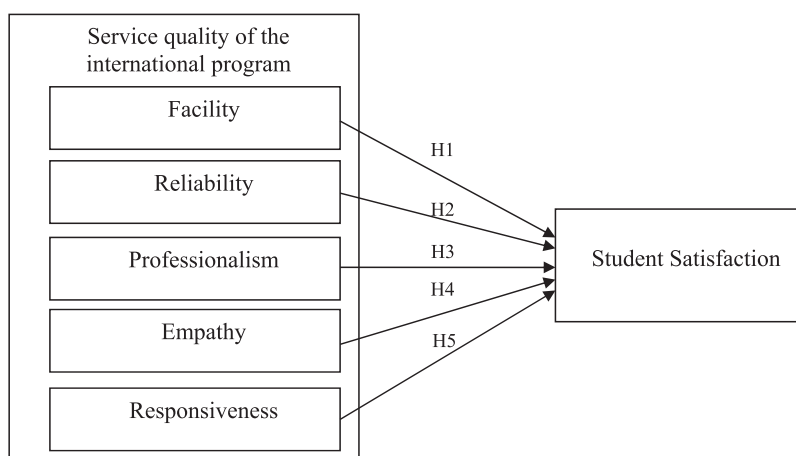 Service quality of the
international program
Facility
Reliability
Professionalism
Empathy
Responsiveness
H1
H2
H3
H4
H5
Student Satisfaction